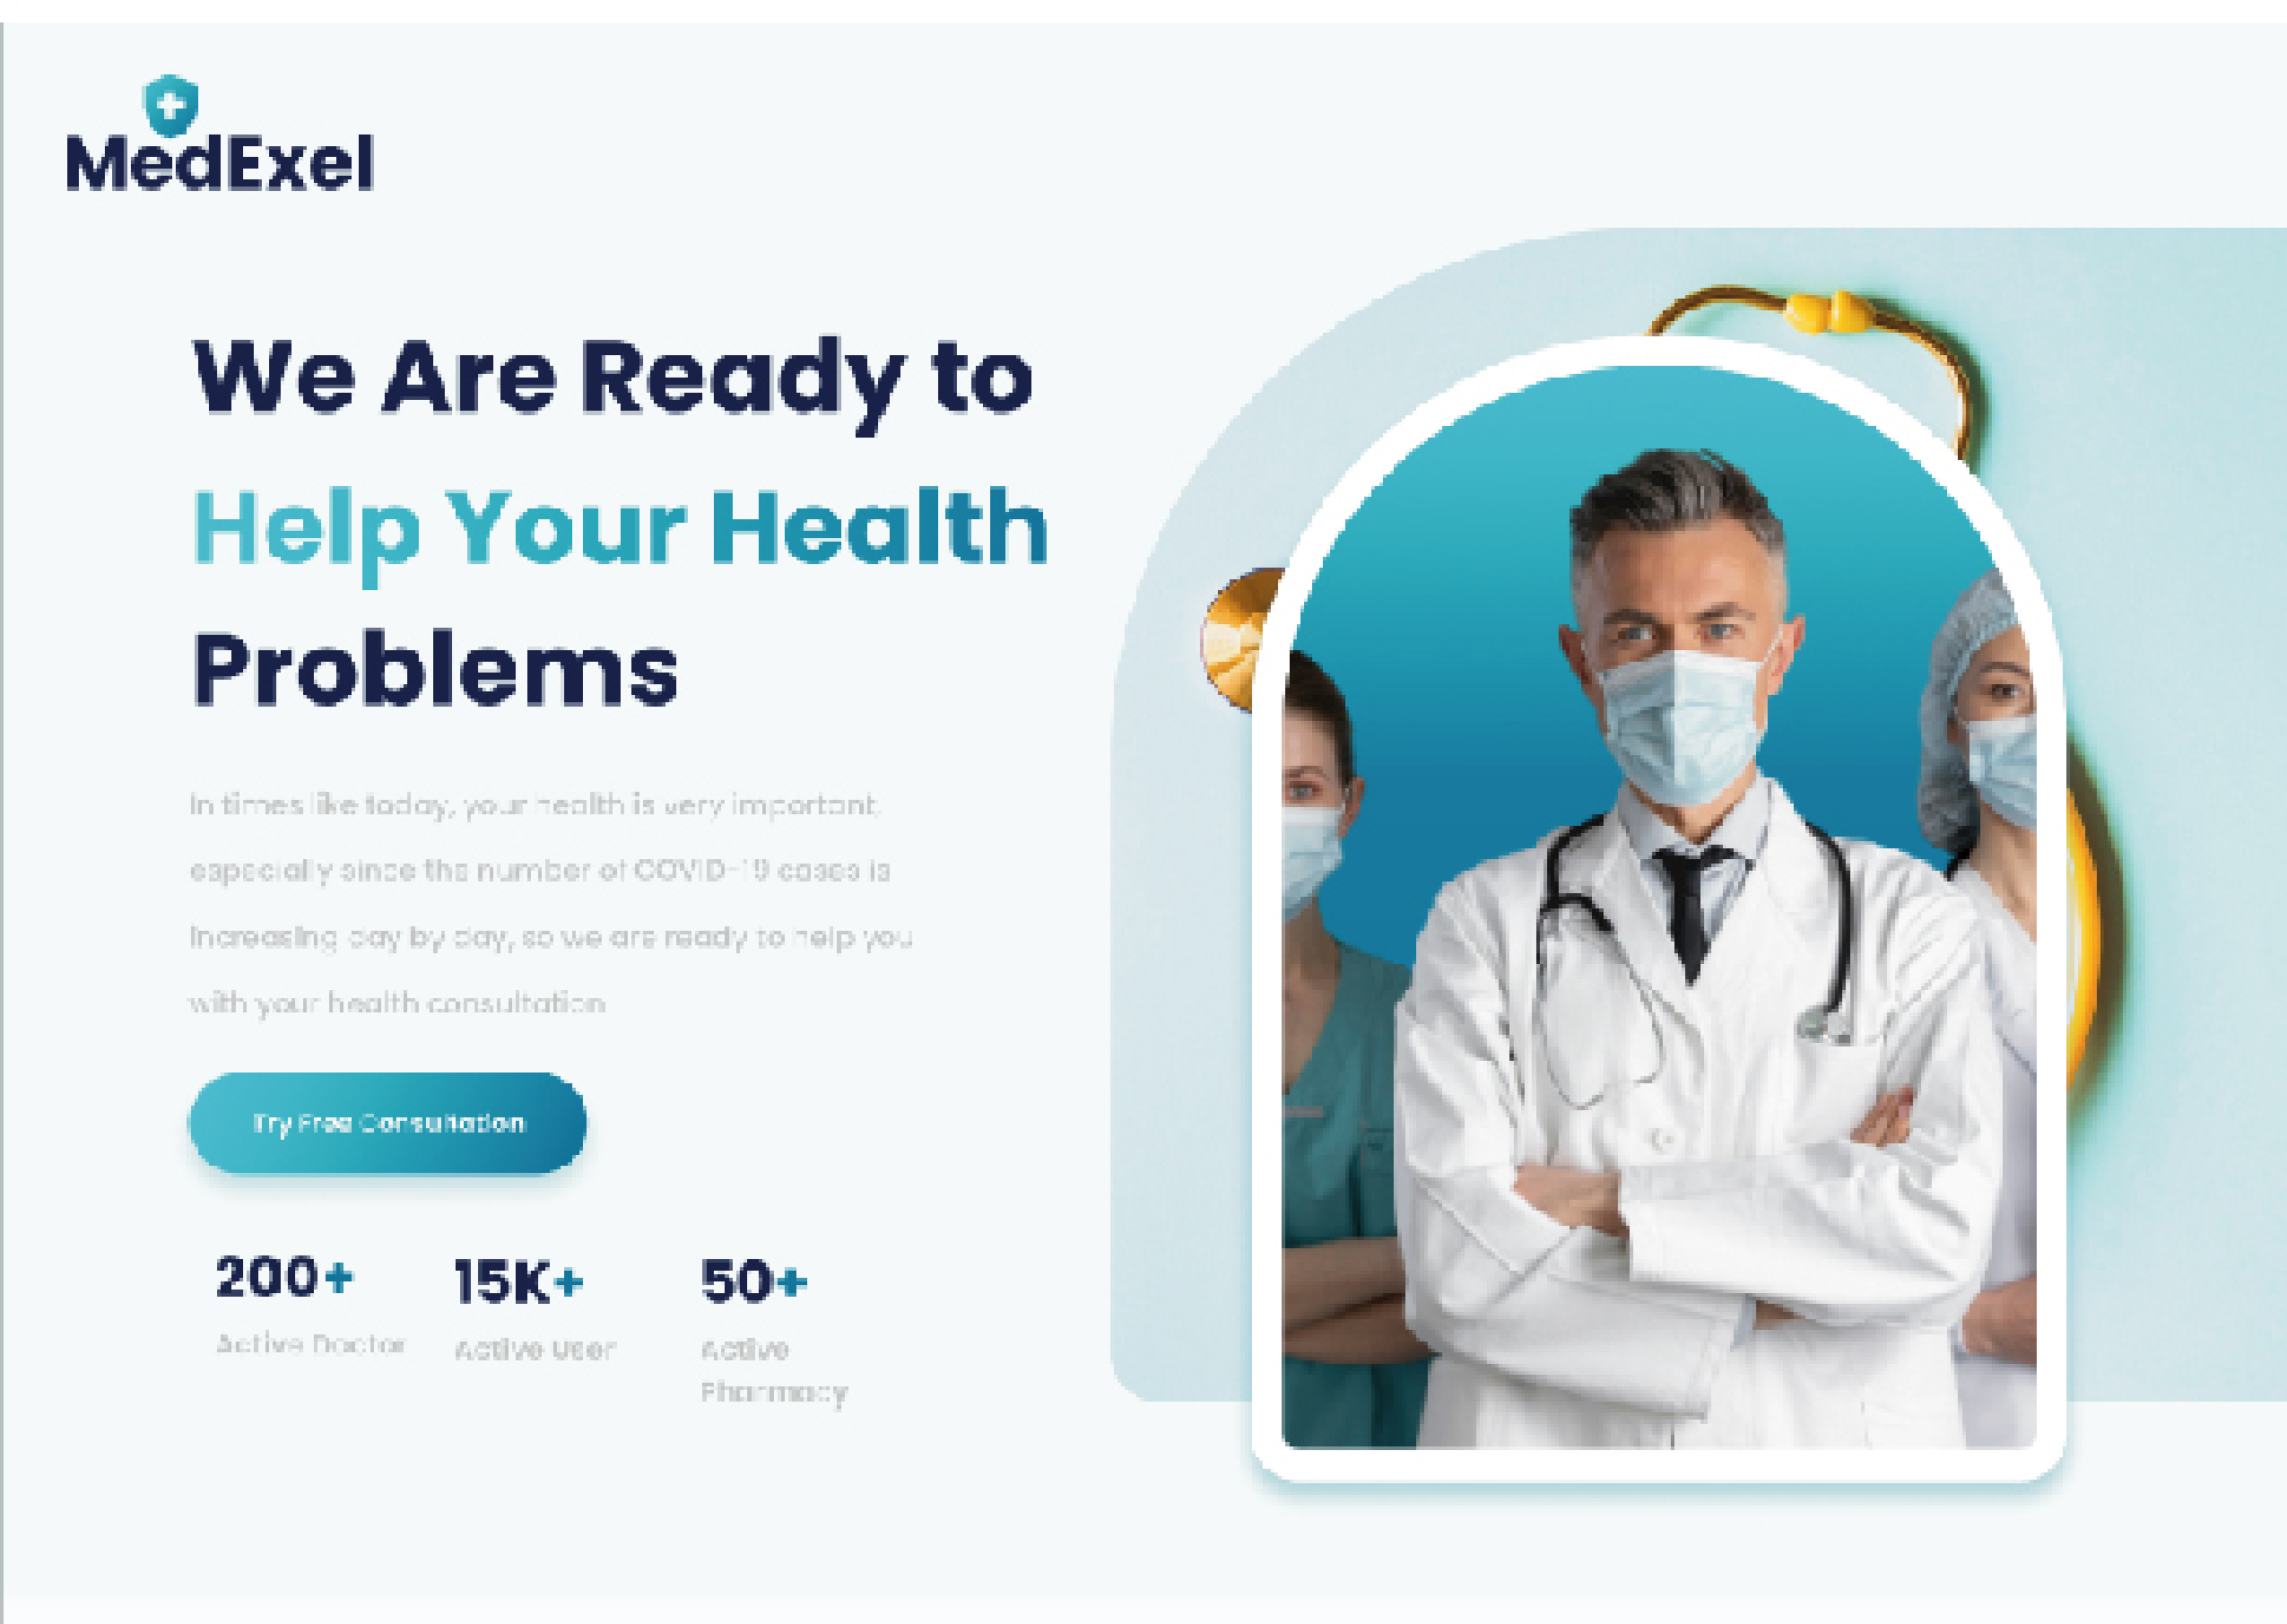 MedExel
We Are Ready to
Help Your Health
Problems
In times like today, your health is very important,
especially since the number of COVID-19 cases is
increasing day by day, so we are ready to help you
with your health consultation
Try Free Consultation
200+
Active Doctor
15K+
Active User
50+
Active
Pharmacy